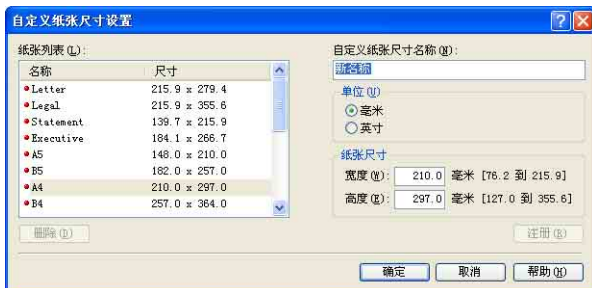 自定义纸张尺寸设置
纸张列表(L):
名称 尺寸
Letter 215.9 x 279.4
Legal 215.9 x 355.6
Statement 139.7 x 215.9
Executive 184.1 x 266.7
A5 148.0 x 210.0
B5 182.0 x 257.0
A4 210.0 x 297.0
B4 257.0 x 364.0
删除(D)
自定义纸张尺寸名称(N):
新名称
单位(U)
毫米
英寸
纸张尺寸
宽度(W): 210.0 毫米 [76.2 到 215.9]
高度(E): 297.0 毫米 [127.0 到 355.6]
注册(R)
确定 取消 帮助(H)